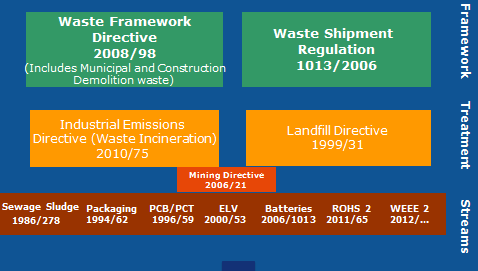 Waste Framework
Directive
2008/98
(Includes Municipal and Construction
Demolition waste)
Waste Shipment
Regulation
1013/2006
Framework
Industrial Emissions
Directive (Waste Incineration)
2010/75
Landfill Directive
1999/31
Treatment
Mining Directive
2006/21
Sewage Sludge
1986/278
Packaging
1994/62
PCB/PCT
1996/59
ELV
2000/53
Batteries
2006/1013
ROHS 2
2011/65
WEEE 2
2012/...
Streams